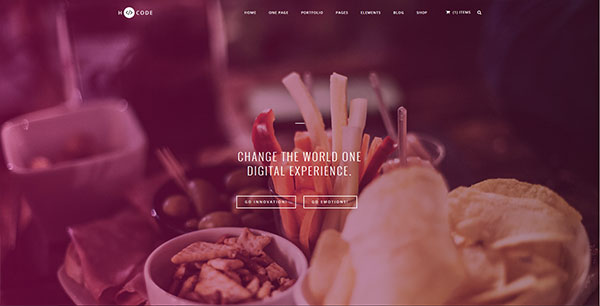 H </> CODE
HOME ONE PAGE PORTFOLIO PAGES ELEMENTS BLOG SHOP (1) ITEMS
CHANGE THE WORLD ONE
DIGITAL EXPERIENCE.
GO INNOVATION! GO EMOTION!